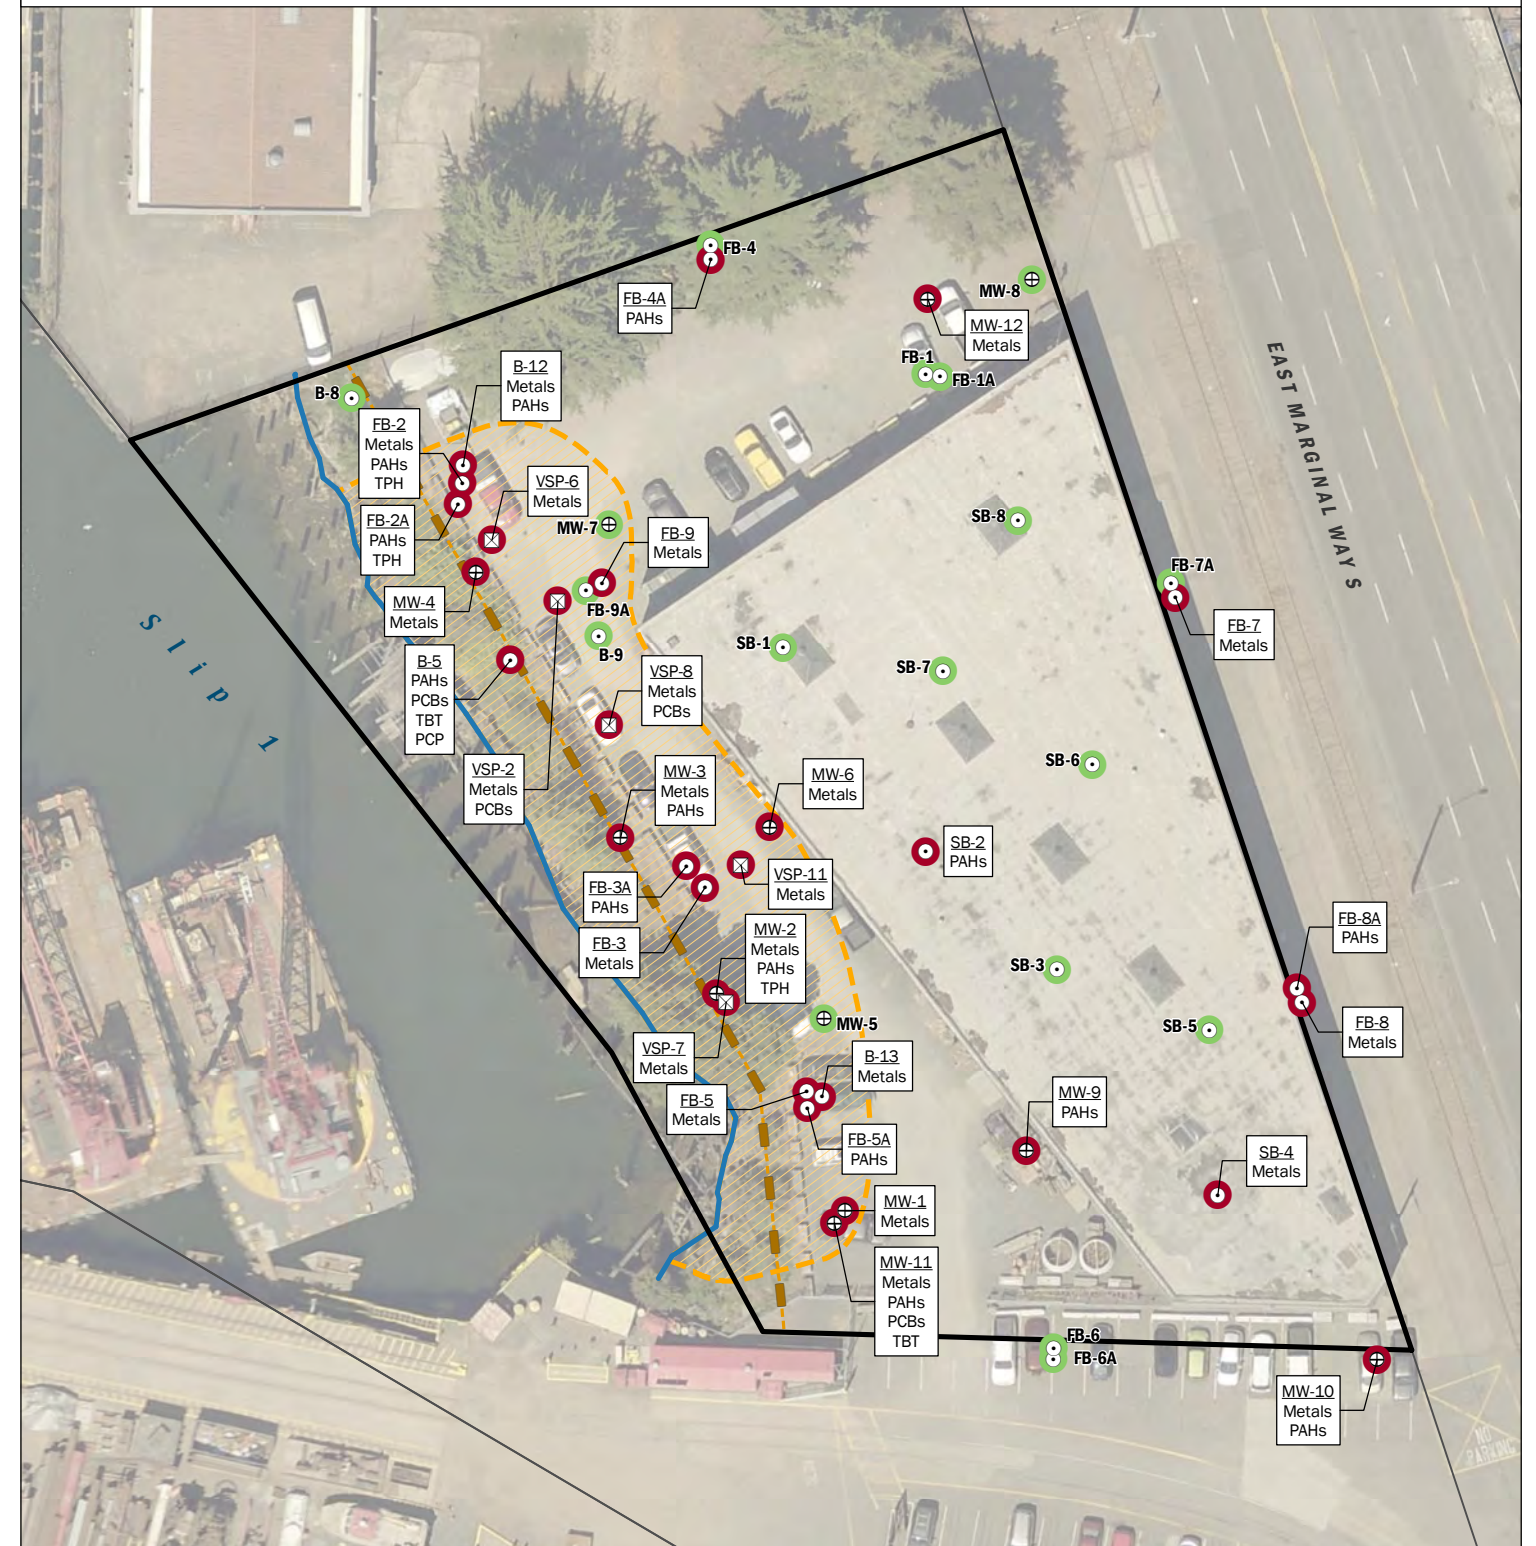 FB-4
FB-4A
PAHs
MW-8
MW-12
Metals
FB-1
FB-1A
EAST MARGINAL WAY S
B-8
B-12
Metals
PAHs
FB-2
Metals
PAHs
TPH
VSP-6
Metals
FB-2A
PAHs
TPH
MW-7
FB-9
Metals
SB-8
FB-7A
MW-4
Metals
FB-9A
B-9
FB-7
Metals
Slip 1
SB-1
SB-7
B-5
PAHs
PCBs
TBT
PCP
VSP-8
Metals
PCBs
VSP-2
Metals
PCBs
MW-3
Metals
PAHs
MW-6
Metals
SB-6
SB-2
PAHs
FB-3A
PAHs
VSP-11
Metals
FB-3
Metals
MW-2
Metals
PAHs
TPH
FB-8A
PAHs
SB-3
MW-5
SB-5
FB-8
Metals
VSP-7
Metals
B-13
Metals
FB-5
Metals
FB-5A
PAHs
MW-9
PAHs
SB-4
Metals
MW-1
Metals
MW-11
Metals
PAHs
PCBs
TBT
FB-6
FB-6A
MW-10
Metals
PAHs
NO
PARKING